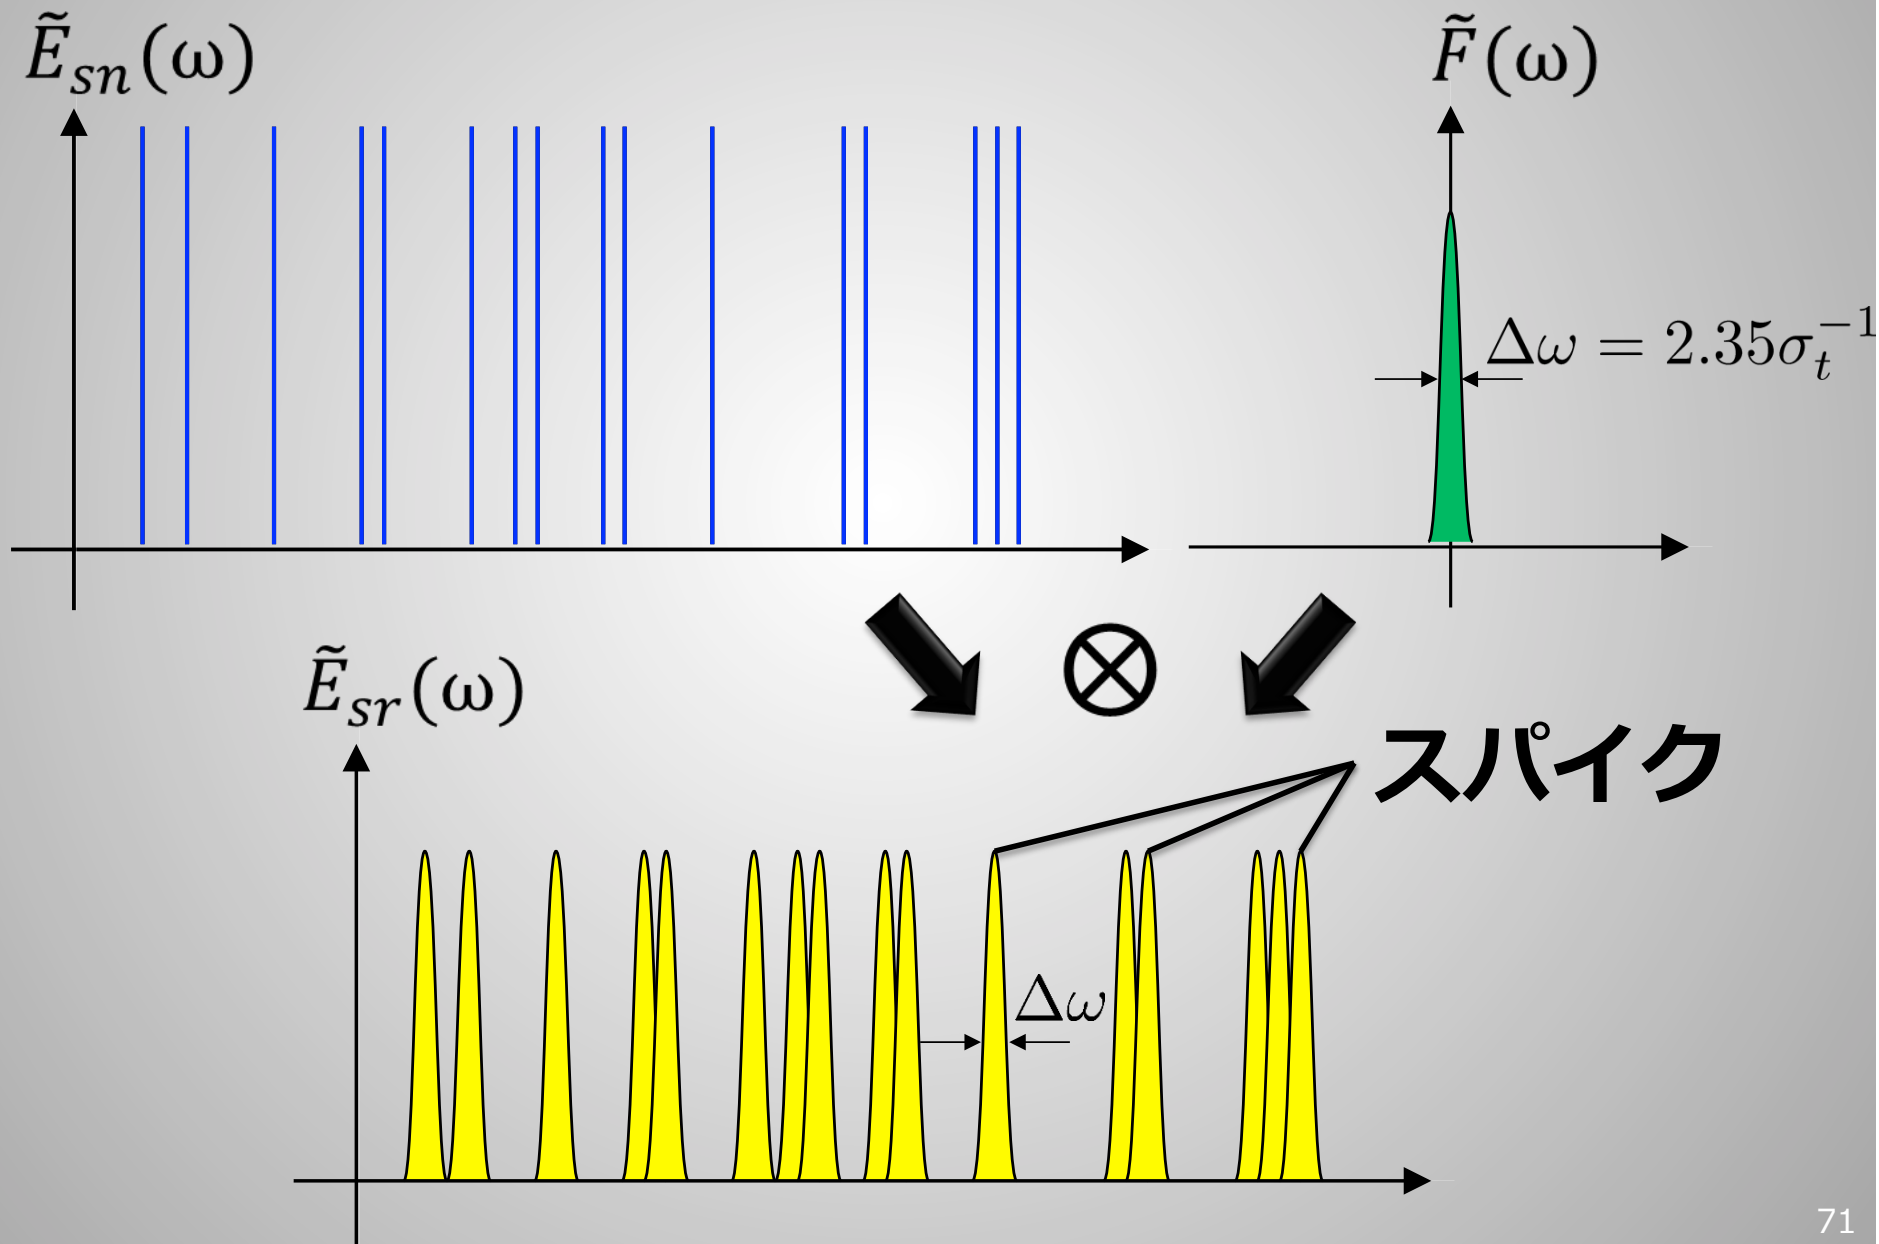 Ẽ_sn(ω)
F̃(ω)
Δω = 2.35σ_t^−1
⊗
Ẽ_sr(ω)
スパイク
Δω
71